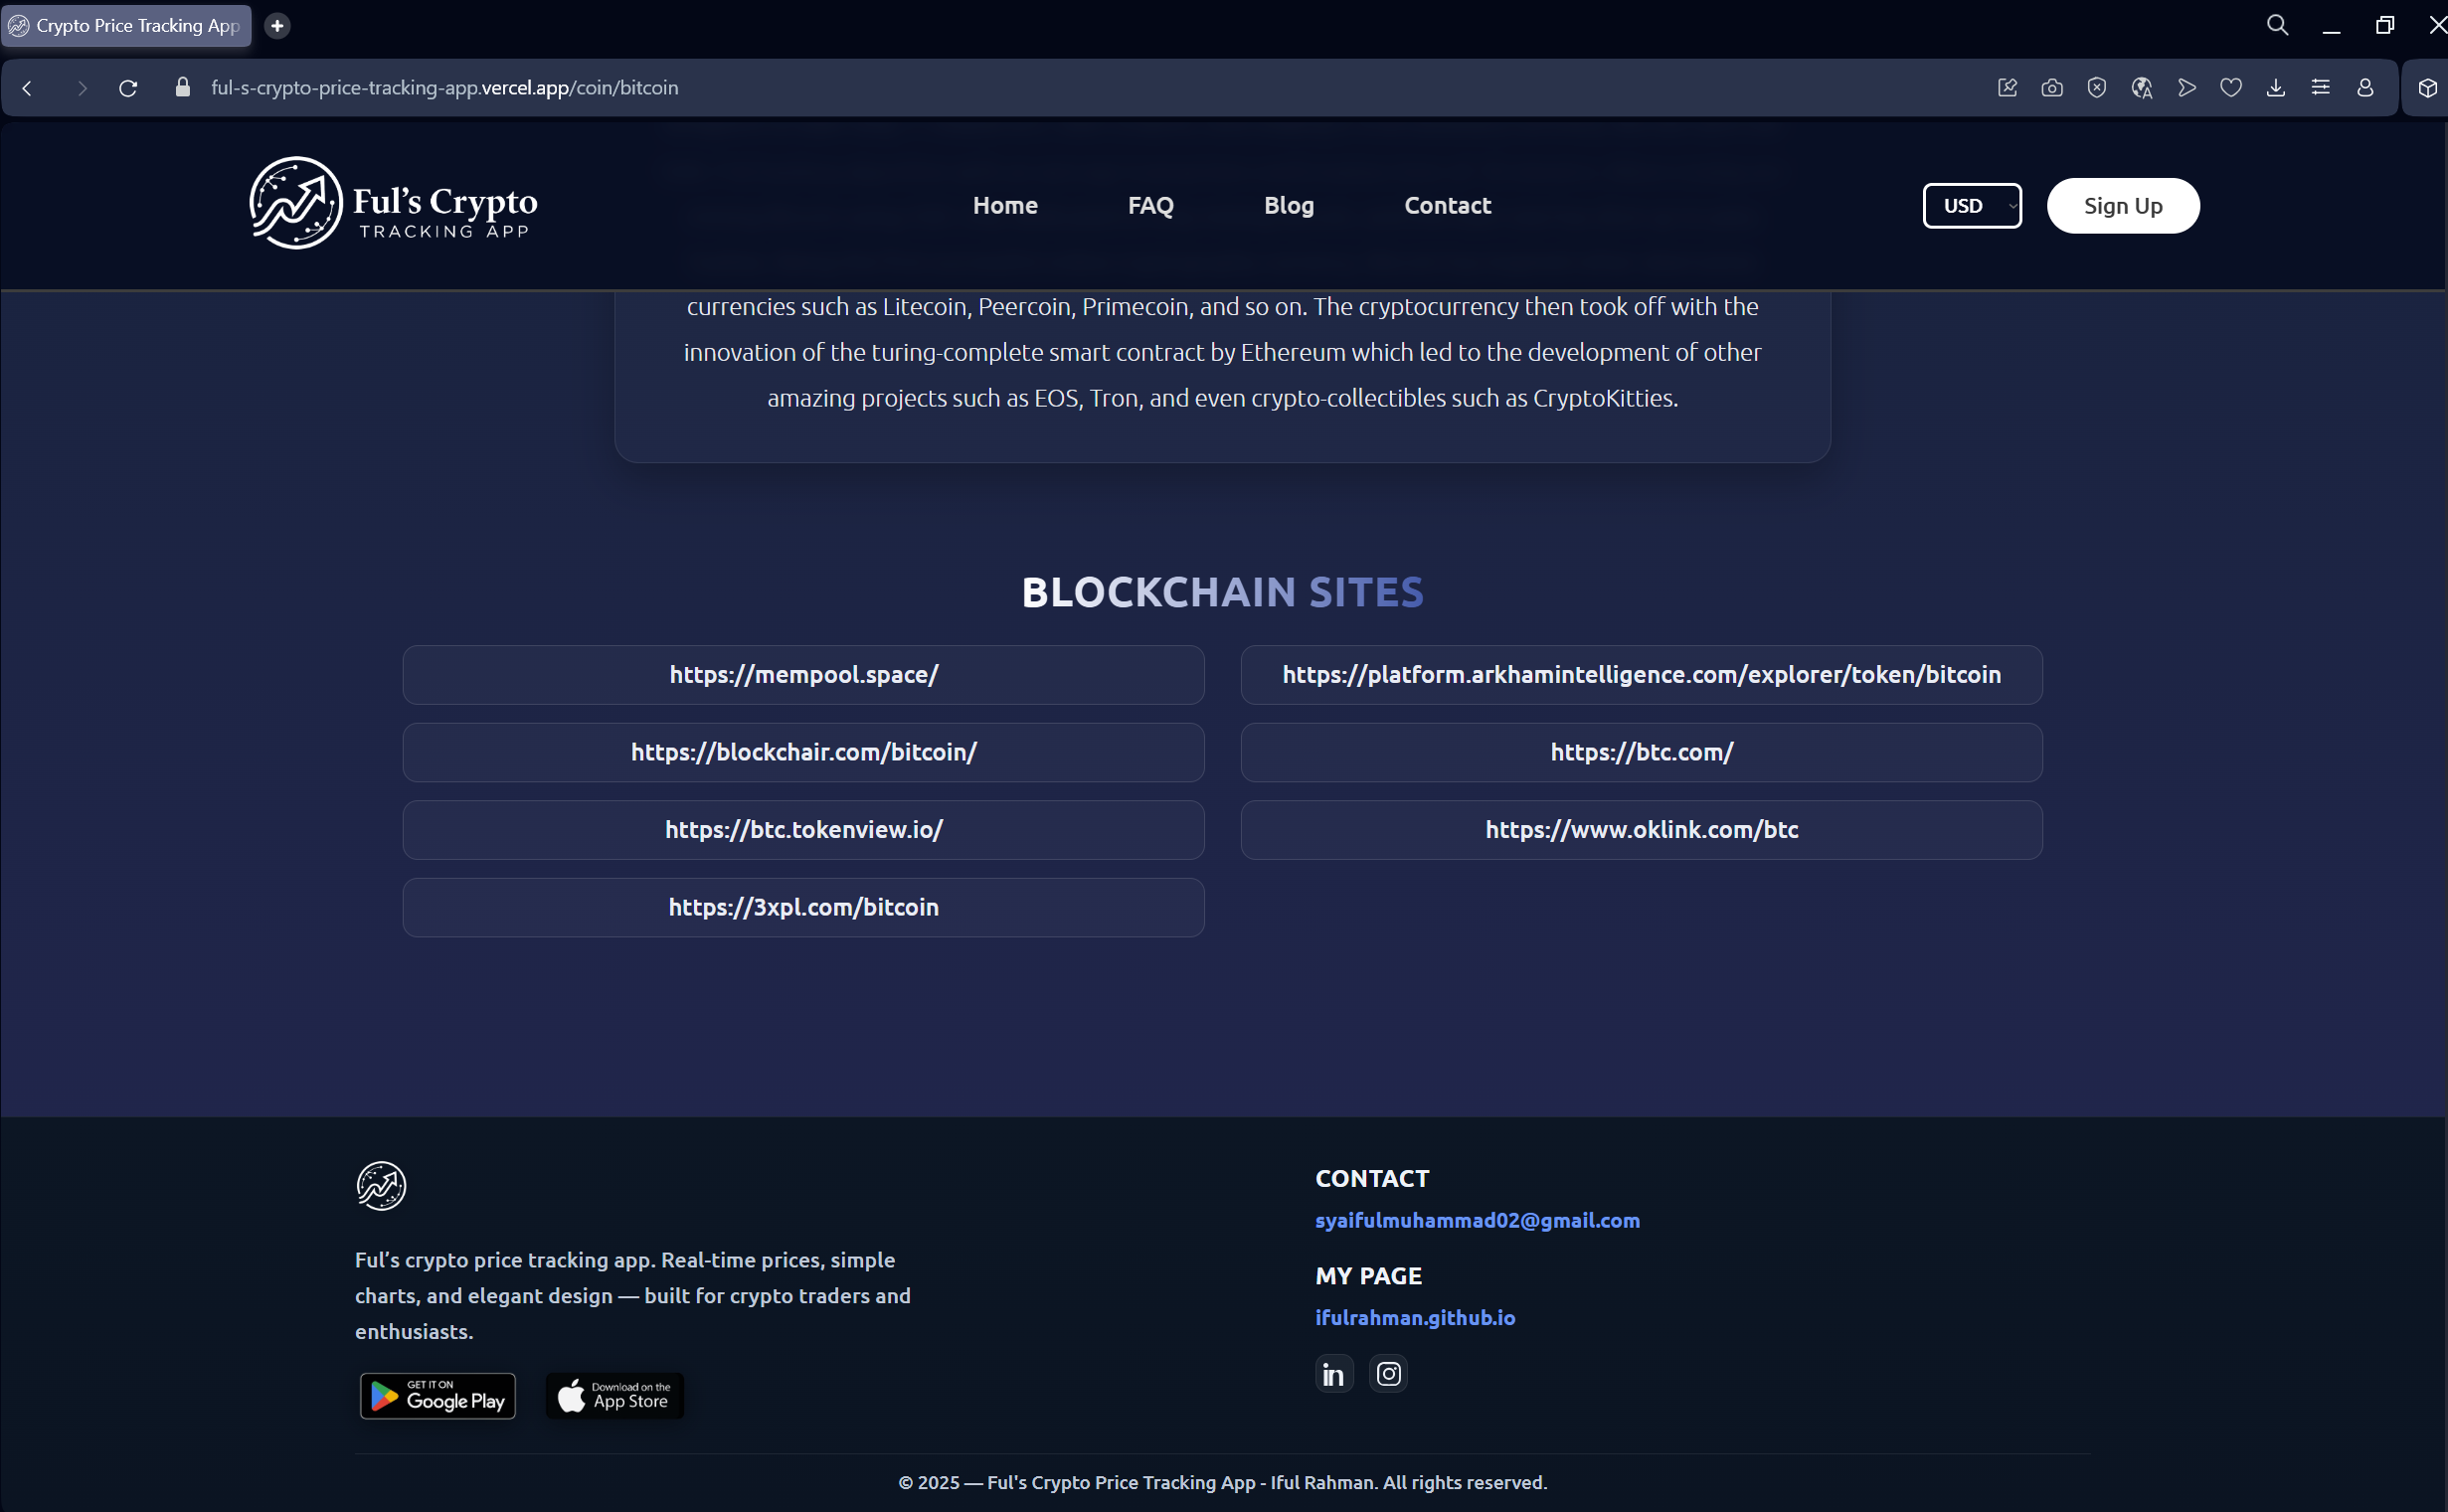 Crypto Price Tracking App
ful-s-crypto-price-tracking-app.vercel.app/coin/bitcoin
Ful's Crypto
TRACKING APP
Home
FAQ
Blog
Contact
USD
Sign Up
currencies such as Litecoin, Peercoin, Primecoin, and so on. The cryptocurrency then took off with the
innovation of the turing-complete smart contract by Ethereum which led to the development of other
amazing projects such as EOS, Tron, and even crypto-collectibles such as CryptoKitties.
BLOCKCHAIN SITES
https://mempool.space/
https://platform.arkhamintelligence.com/explorer/token/bitcoin
https://blockchair.com/bitcoin/
https://btc.com/
https://btc.tokenview.io/
https://www.oklink.com/btc
https://3xpl.com/bitcoin
Ful’s crypto price tracking app. Real-time prices, simple
charts, and elegant design — built for crypto traders and
enthusiasts.
GET IT ON
Google Play
Download on the
App Store
CONTACT
syaifulmuhammad02@gmail.com
MY PAGE
ifulrahman.github.io
in
© 2025 — Ful's Crypto Price Tracking App - Iful Rahman. All rights reserved.